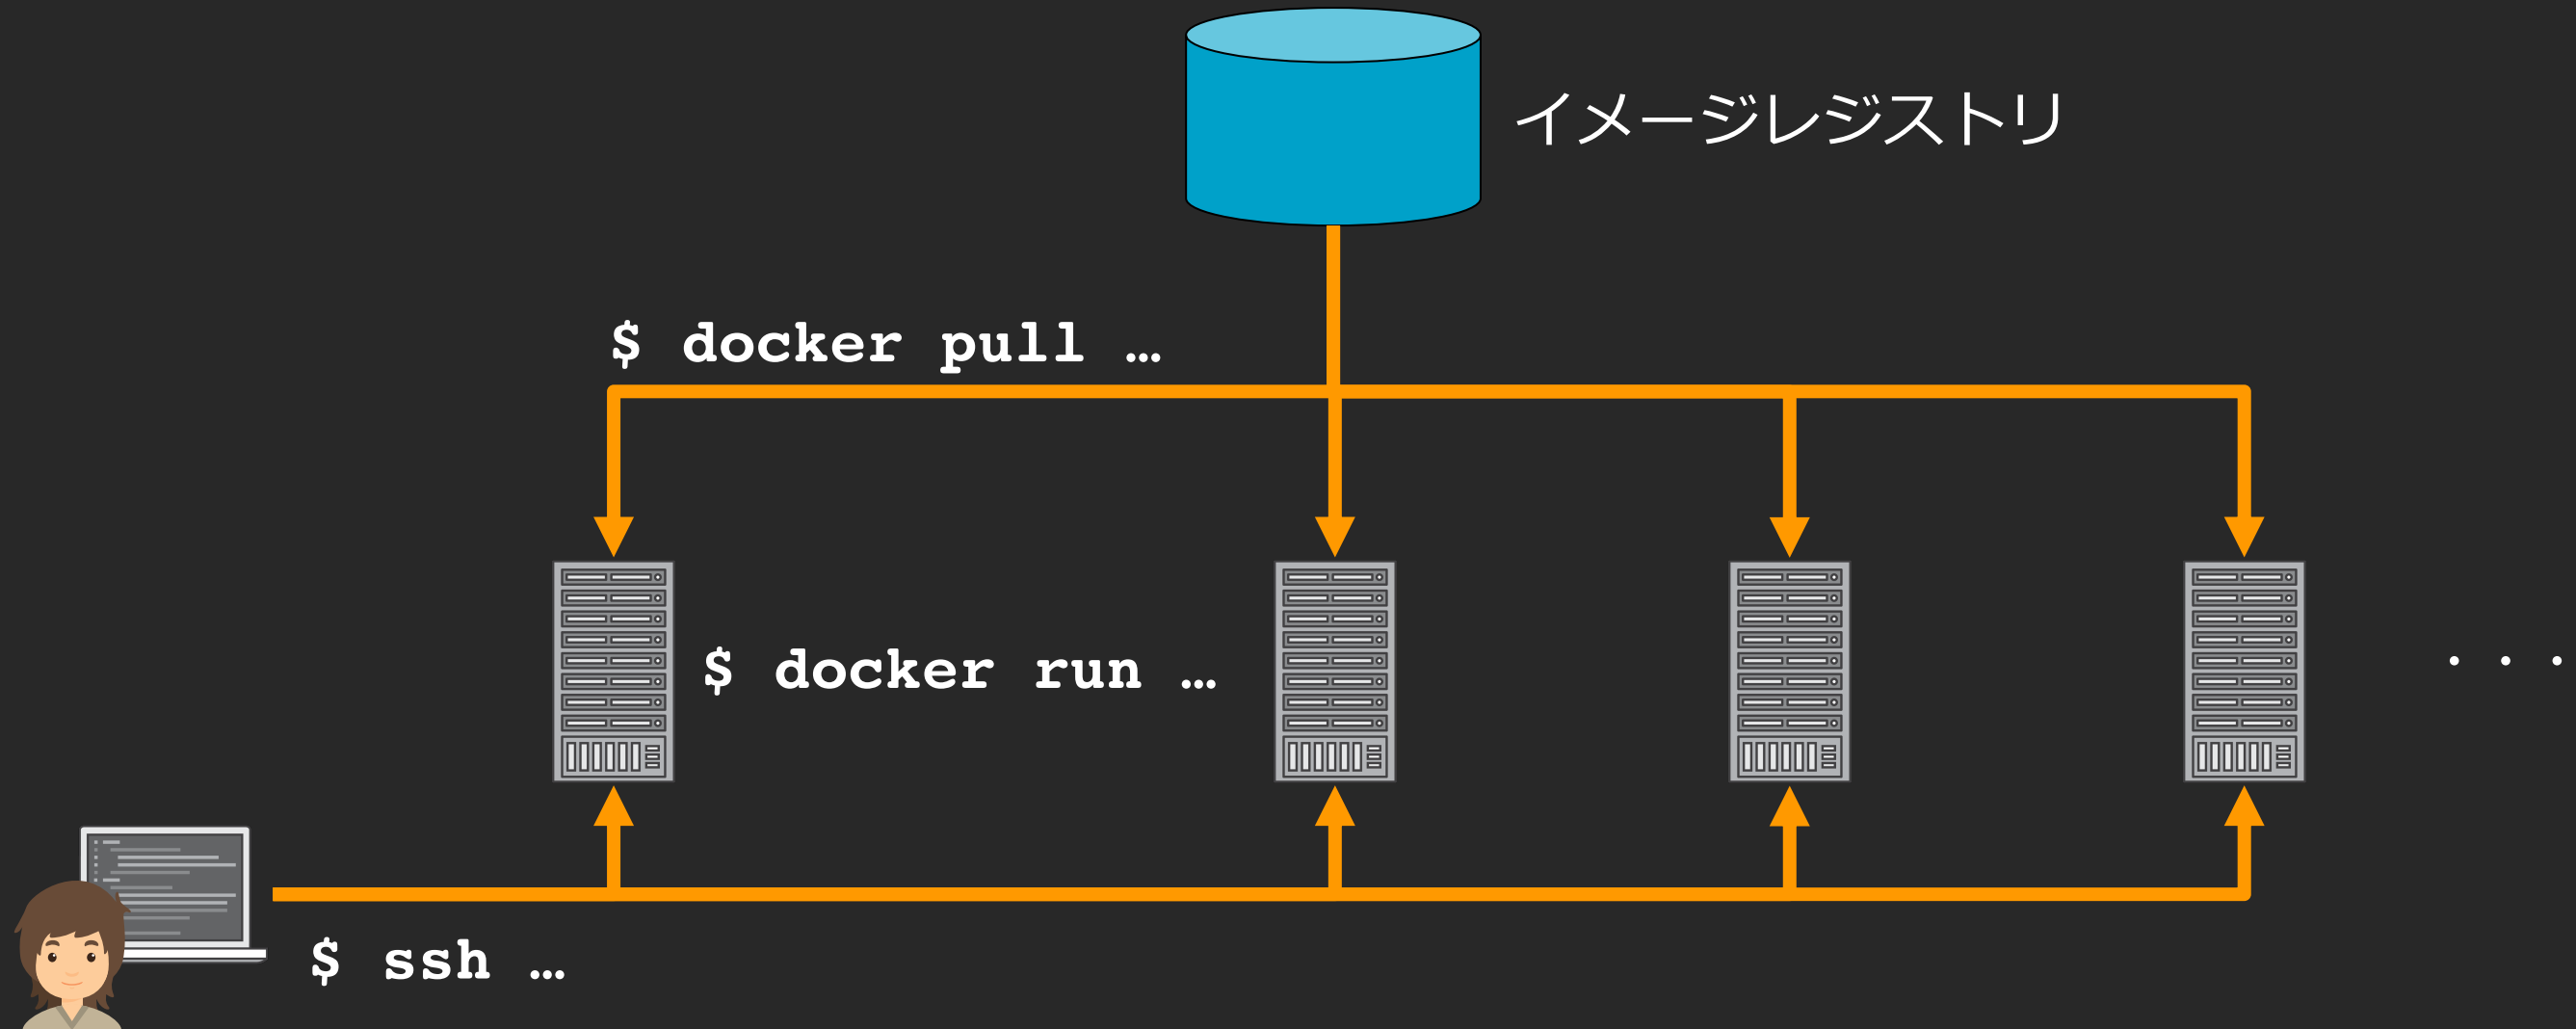 イメージレジストリ
$ docker pull …
$ docker run …
・・・
$ ssh …